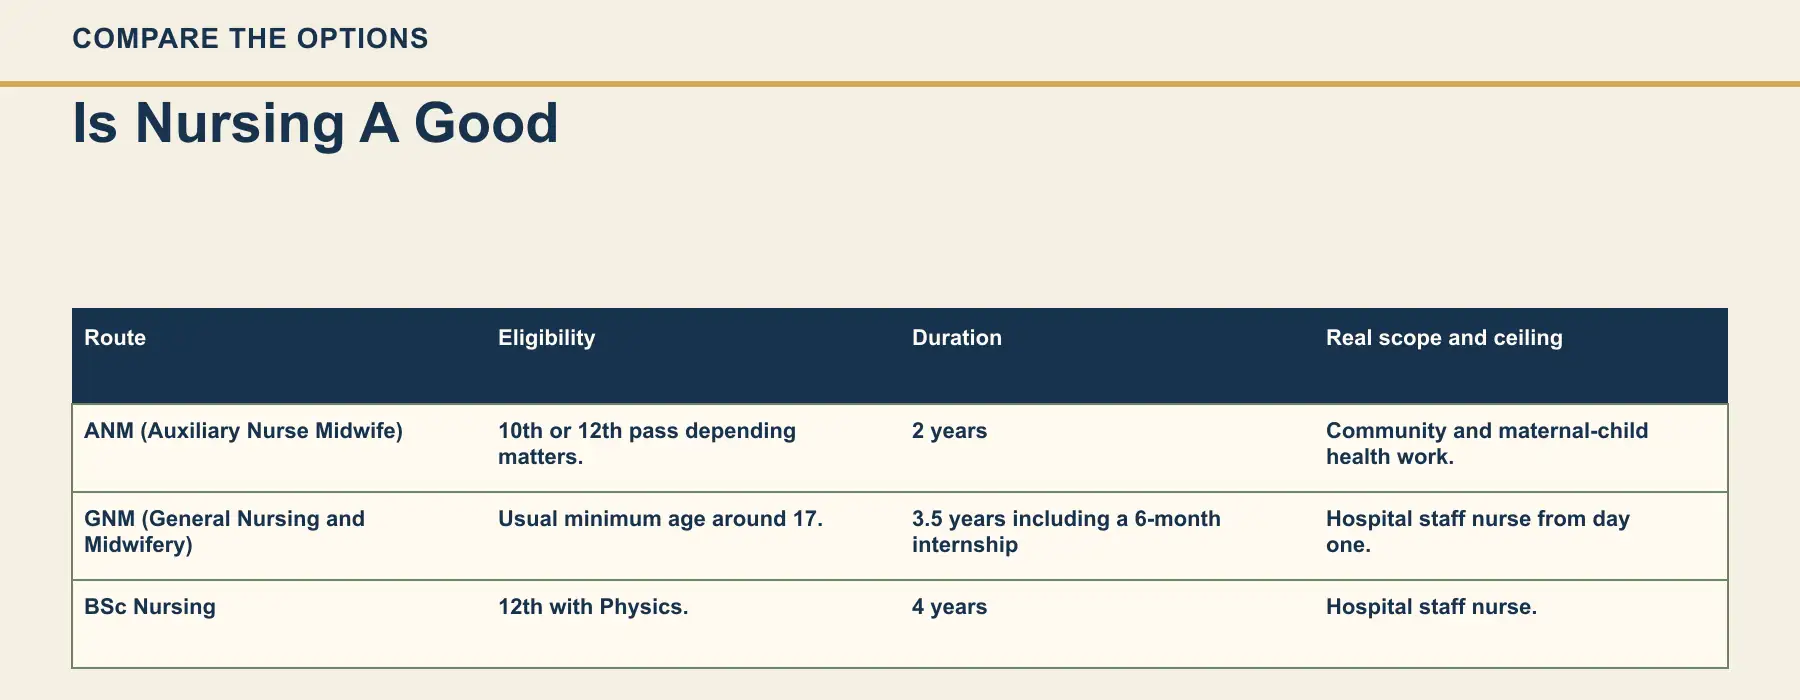 COMPARE THE OPTIONS
Is Nursing A Good
Route Eligibility Duration Real scope and ceiling
ANM (Auxiliary Nurse Midwife) 10th or 12th pass depending 2 years Community and maternal-child
matters. health work.
GNM (General Nursing and Usual minimum age around 17. 3.5 years including a 6-month Hospital staff nurse from day
Midwifery) internship one.
BSc Nursing 12th with Physics. 4 years Hospital staff nurse.